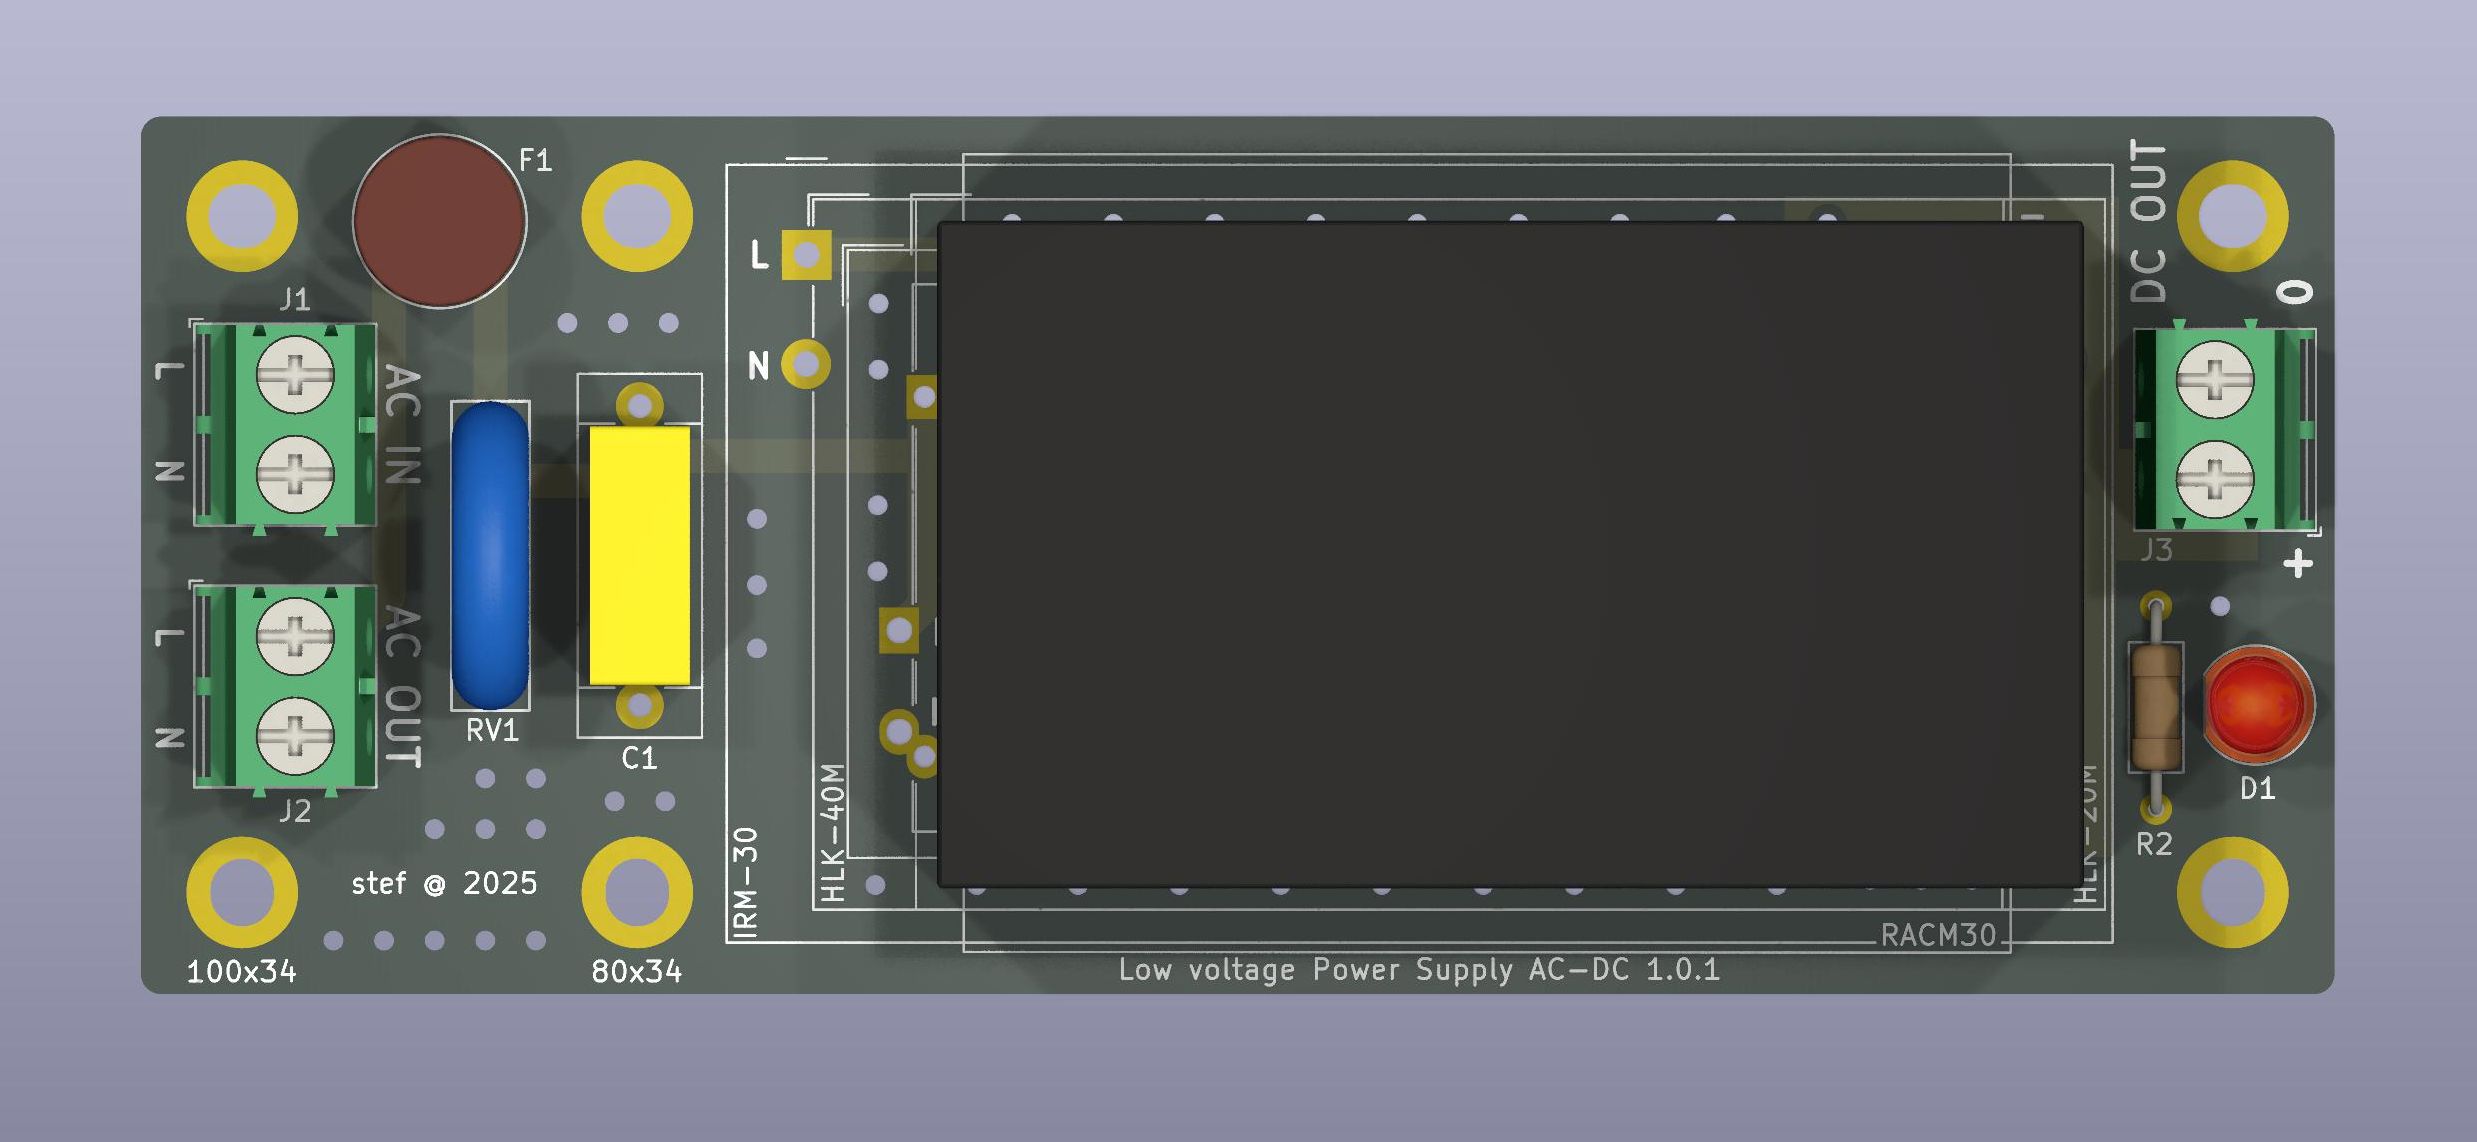 F1
J1
L
N
AC IN
L
N
AC OUT
J2
RV1
C1
stef @ 2025
100x34
80x34
L
N
IRM-30
HLK-40M
HLK-20M
RACM30
Low voltage Power Supply AC-DC 1.0.1
DC OUT
0
J3
+
R2
D1